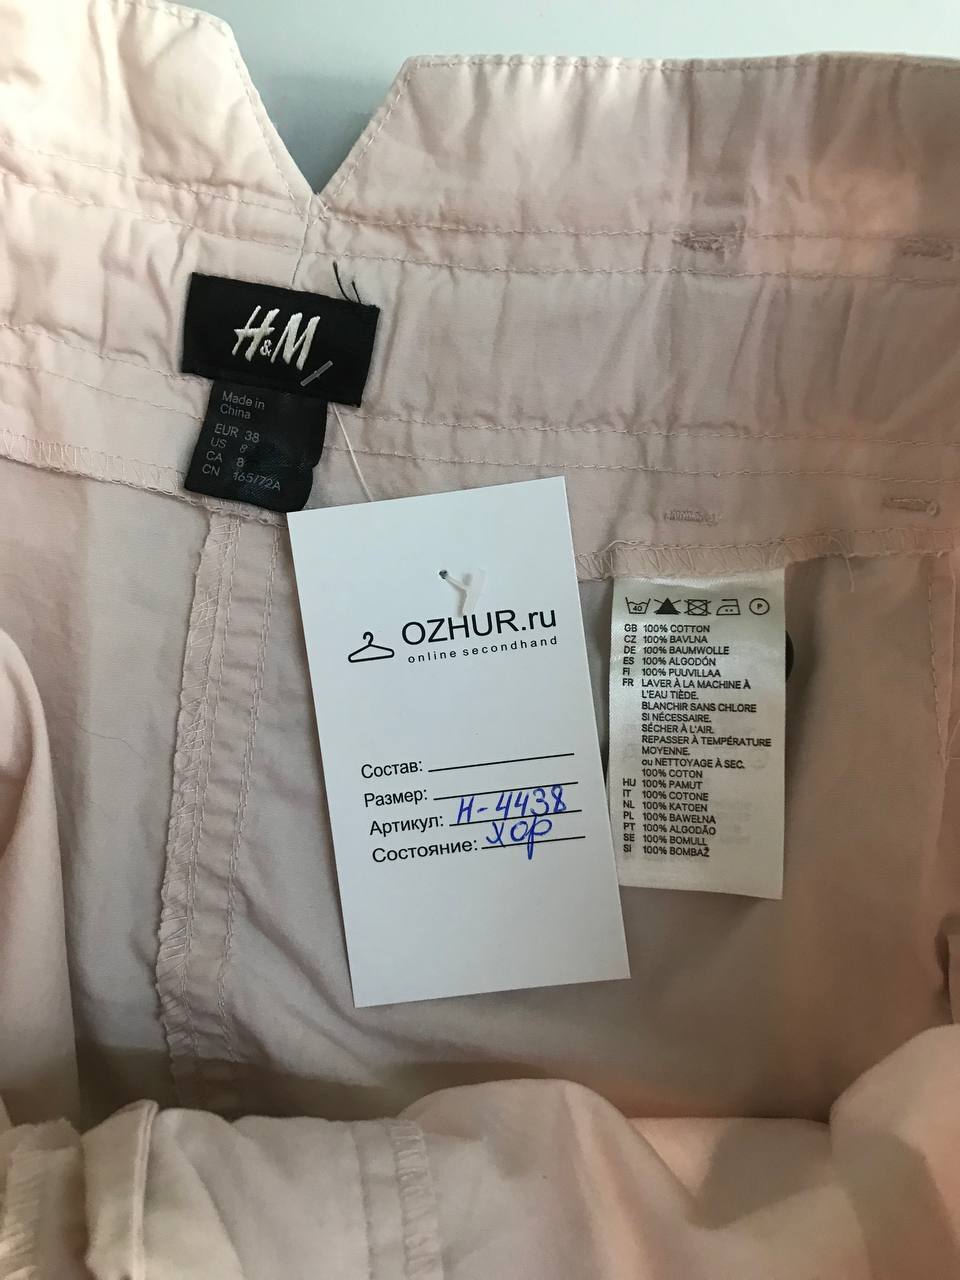 H&M
Made in
China
EUR 38
US 8
CA 8
CN 165/72A
OZHUR.ru
online secondhand
Состав:
Размер:
Артикул: Н-4438
Состояние: хор
40
P
GB 100% COTTON
CZ 100% BAVLNA
DE 100% BAUMWOLLE
ES 100% ALGODÓN
FI 100% PUUVILLAA
FR LAVER À LA MACHINE À
L'EAU TIÈDE.
BLANCHIR SANS CHLORE
SI NÉCESSAIRE.
SÉCHER À L'AIR.
REPASSER À TEMPÉRATURE
MOYENNE.
ou NETTOYAGE À SEC.
100% COTON
HU 100% PAMUT
IT 100% COTONE
NL 100% KATOEN
PL 100% BAWEŁNA
PT 100% ALGODÃO
SE 100% BOMULL
SI 100% BOMBAŽ